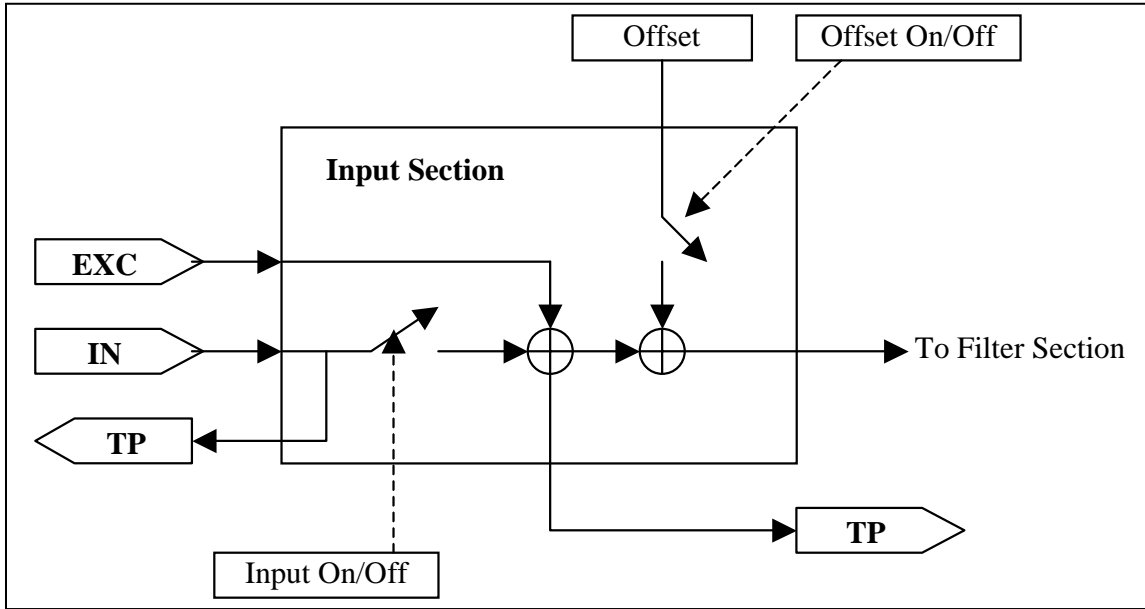 Offset
Offset On/Off
Input Section
EXC
IN
To Filter Section
TP
TP
Input On/Off